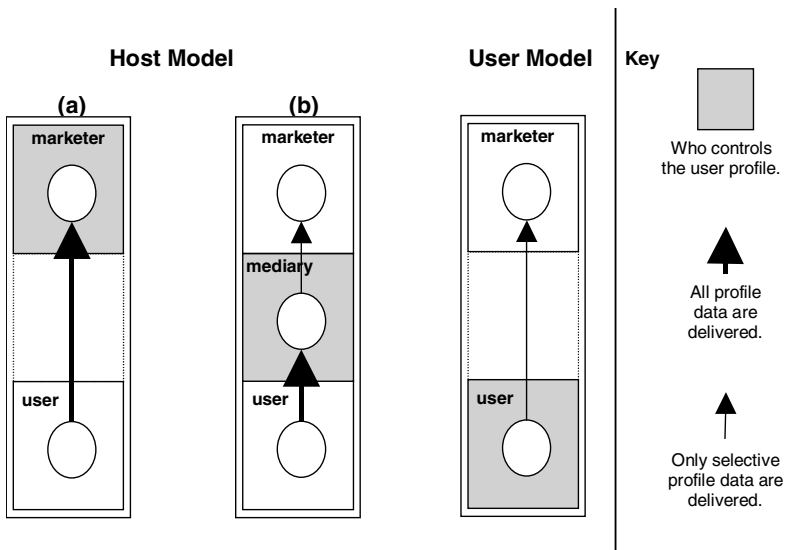 Host Model
(a)
marketer
user
(b)
marketer
mediary
user
User Model
marketer
user
Key
Who controls
the user profile.
All profile
data are
delivered.
Only selective
profile data are
delivered.